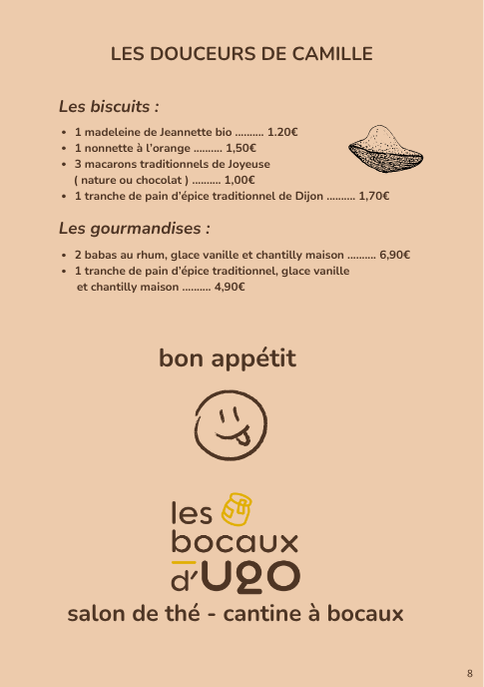 LES DOUCEURS DE CAMILLE
Les biscuits :
• 1 madeleine de Jeannette bio .......... 1.20€
• 1 nonnette à l'orange .......... 1,50€
• 3 macarons traditionnels de Joyeuse
( nature ou chocolat ) .......... 1,00€
• 1 tranche de pain d'épice traditionnel de Dijon .......... 1,70€
Les gourmandises :
• 2 babas au rhum, glace vanille et chantilly maison .......... 6,90€
• 1 tranche de pain d'épice traditionnel, glace vanille
et chantilly maison .......... 4,90€
bon appétit
les
bocaux
d'UGO
salon de thé - cantine à bocaux
8